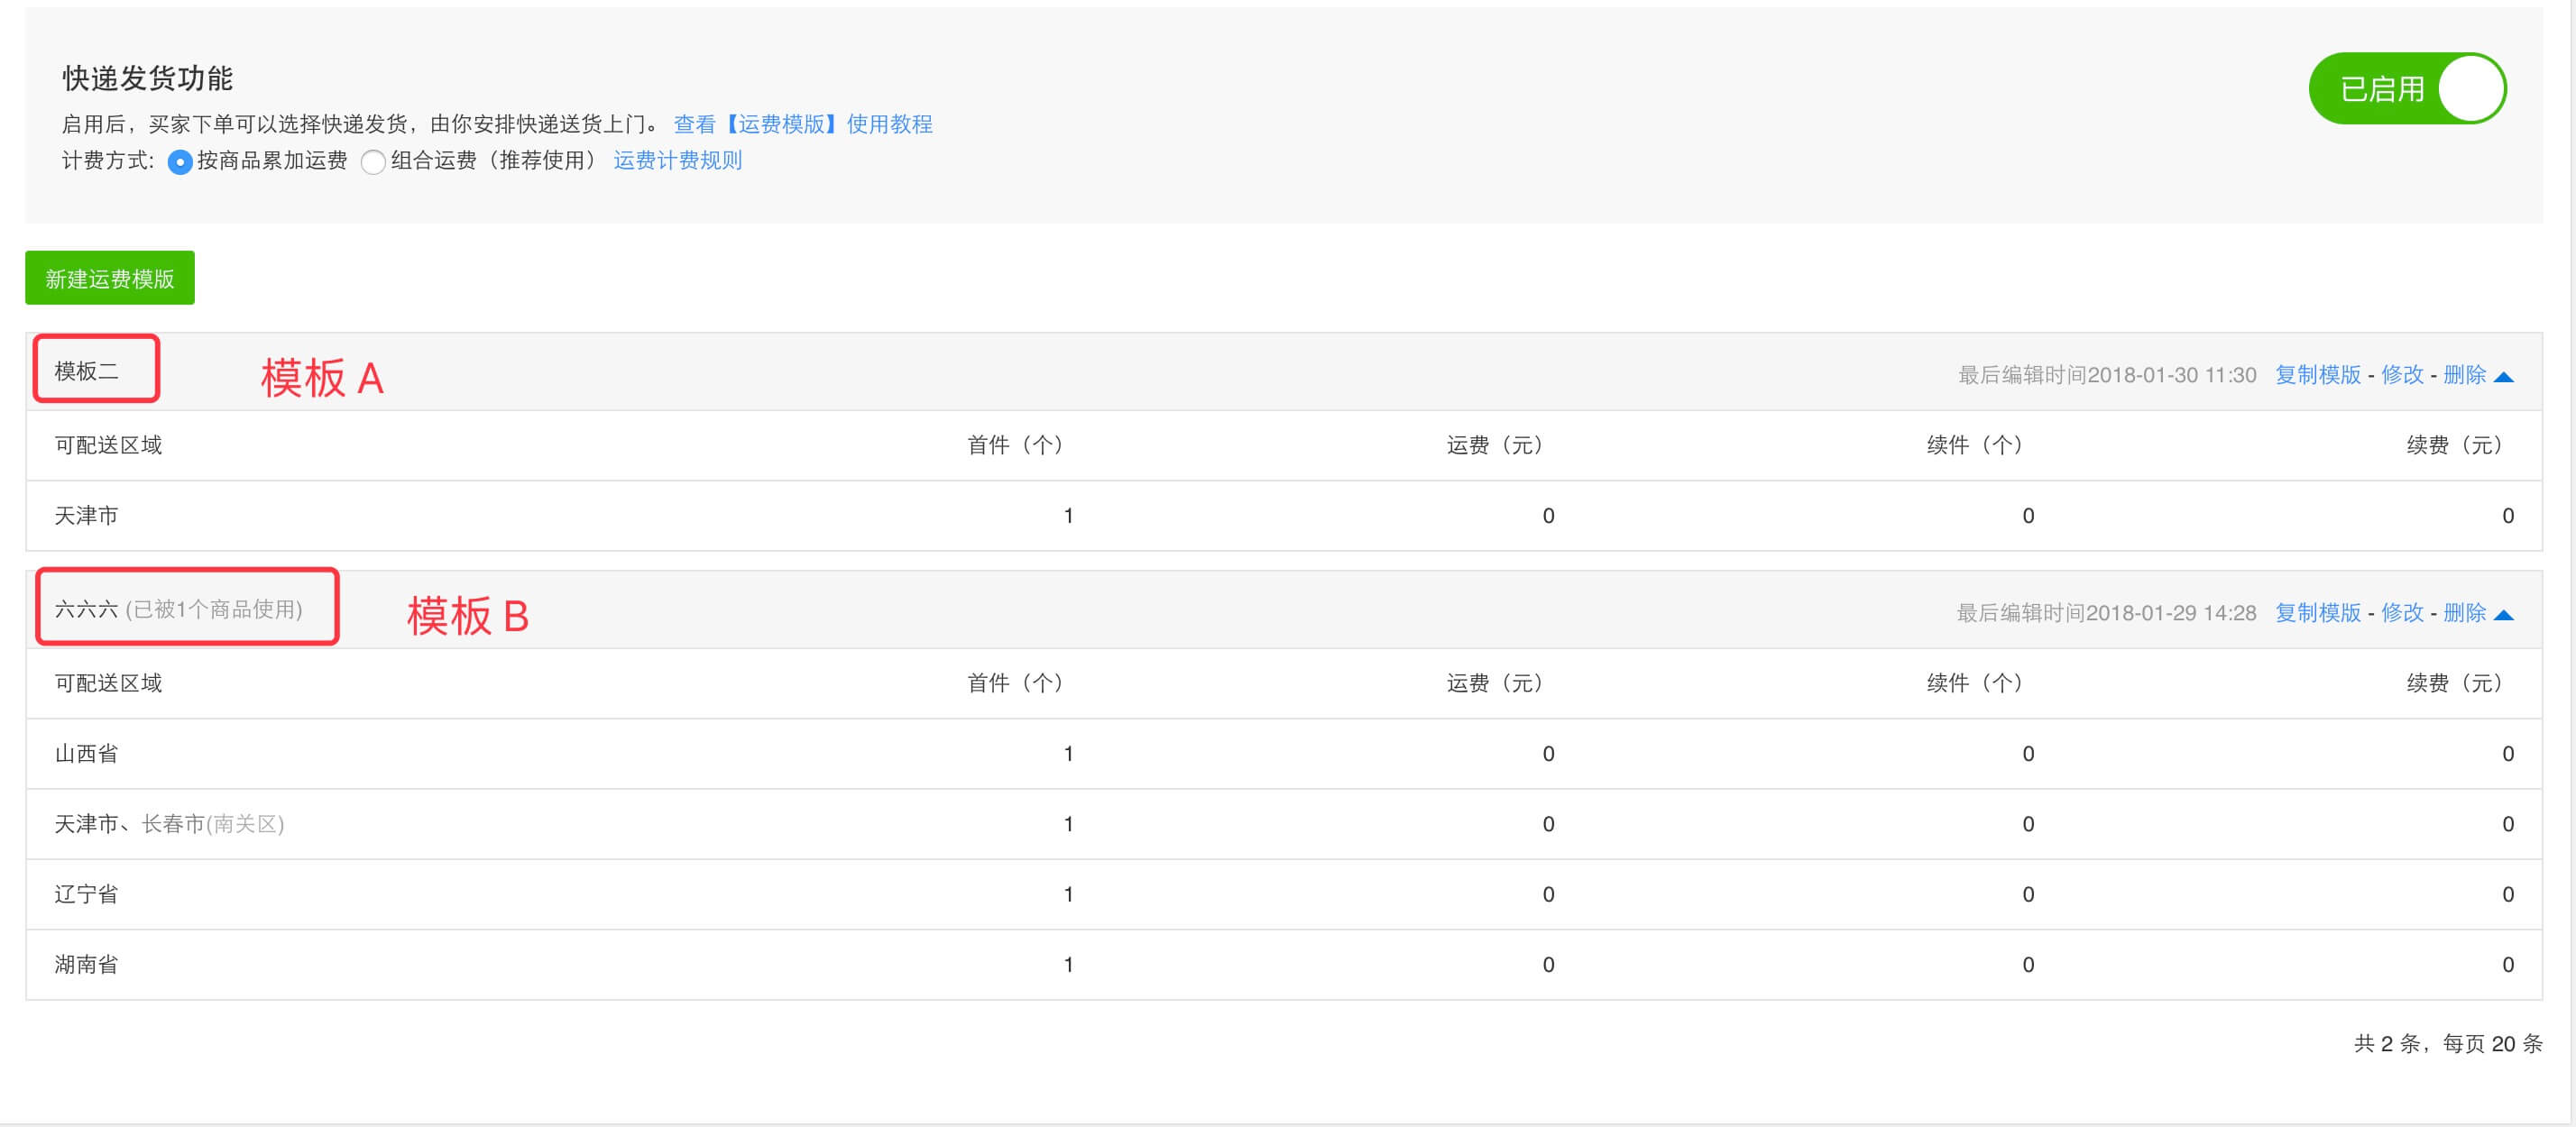 快递发货功能
已启用
启用后，买家下单可以选择快递发货，由你安排快递送货上门。 查看【运费模版】使用教程
计费方式: 按商品累加运费 组合运费（推荐使用） 运费计费规则
新建运费模版
模板二 模板 A 最后编辑时间2018-01-30 11:30 复制模版 - 修改 - 删除
可配送区域 首件（个） 运费（元） 续件（个） 续费（元）
天津市 1 0 0 0
六六六 (已被1个商品使用) 模板 B 最后编辑时间2018-01-29 14:28 复制模版 - 修改 - 删除
可配送区域 首件（个） 运费（元） 续件（个） 续费（元）
山西省 1 0 0 0
天津市、长春市(南关区) 1 0 0 0
辽宁省 1 0 0 0
湖南省 1 0 0 0
共 2 条，每页 20 条